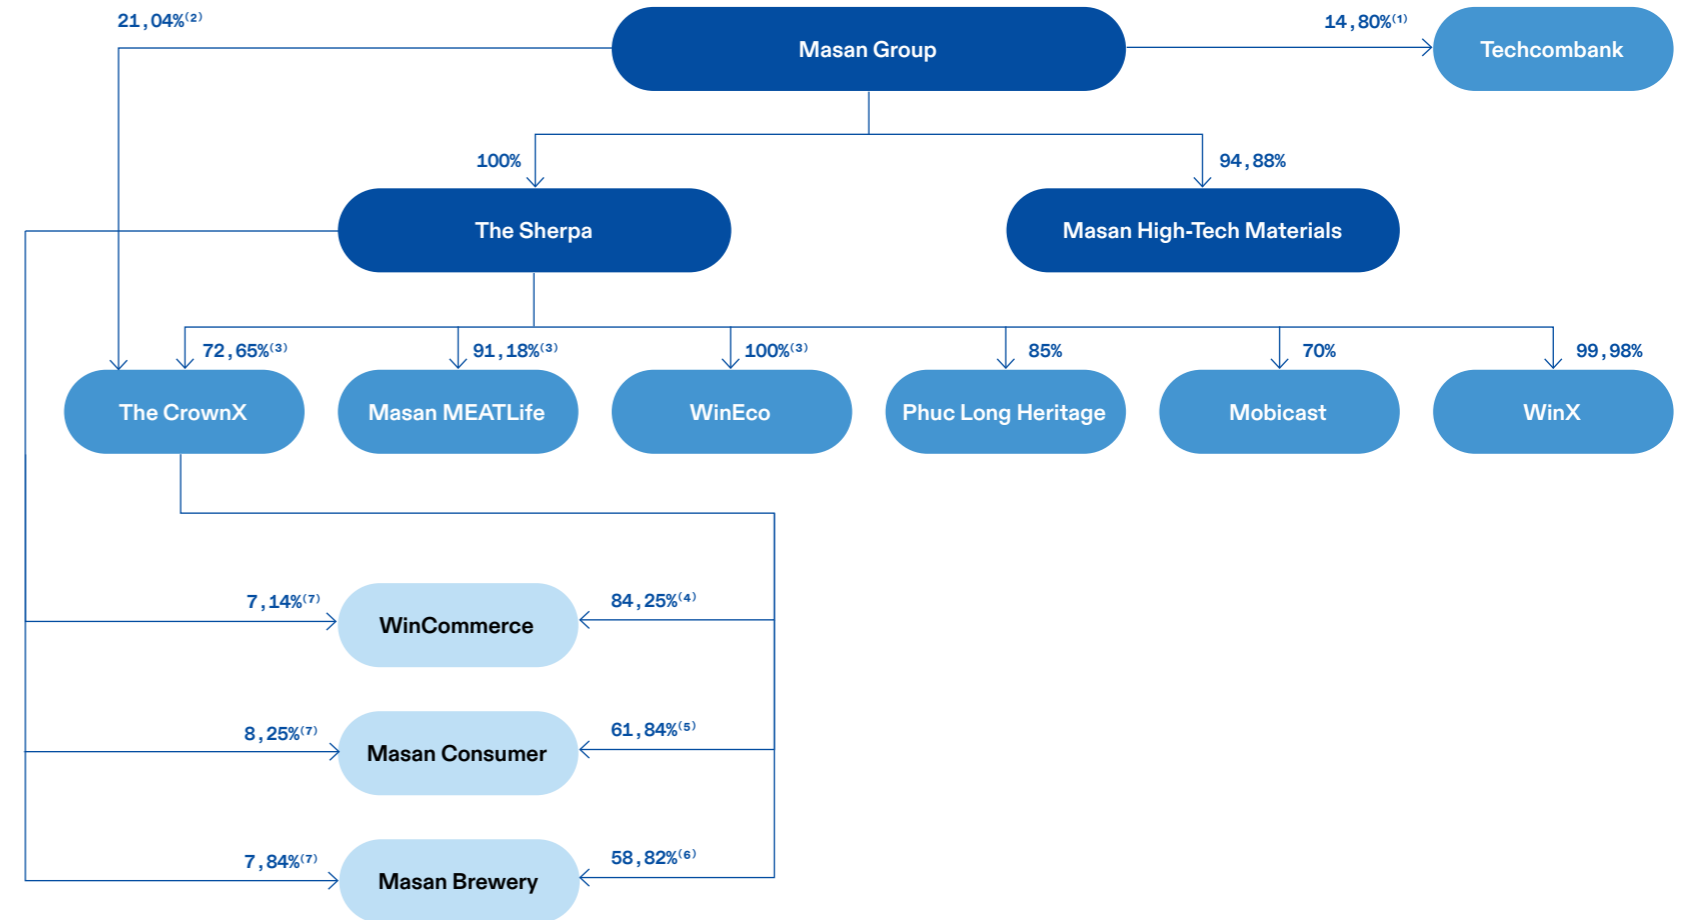 21,04%(2)
Masan Group
14,80%(1)
Techcombank
100%
94,88%
The Sherpa
Masan High-Tech Materials
72,65%(3)
91,18%(3)
100%(3)
85%
70%
99,98%
The CrownX
Masan MEATLife
WinEco
Phuc Long Heritage
Mobicast
WinX
7,14%(7)
WinCommerce
84,25%(4)
8,25%(7)
Masan Consumer
61,84%(5)
7,84%(7)
Masan Brewery
58,82%(6)